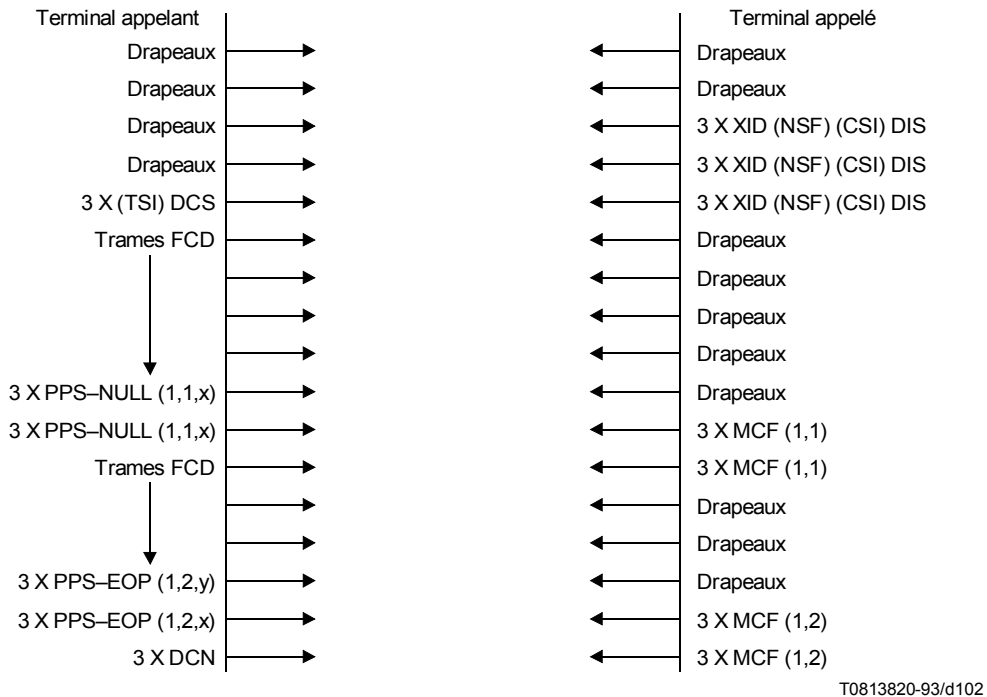 Terminal appelant Terminal appelé
Drapeaux Drapeaux
Drapeaux Drapeaux
Drapeaux 3 X XID (NSF) (CSI) DIS
Drapeaux 3 X XID (NSF) (CSI) DIS
3 X (TSI) DCS 3 X XID (NSF) (CSI) DIS
Trames FCD Drapeaux
Drapeaux
Drapeaux
Drapeaux
3 X PPS–NULL (1,1,x) Drapeaux
3 X PPS–NULL (1,1,x) 3 X MCF (1,1)
Trames FCD 3 X MCF (1,1)
Drapeaux
Drapeaux
3 X PPS–EOP (1,2,y) Drapeaux
3 X PPS–EOP (1,2,x) 3 X MCF (1,2)
3 X DCN 3 X MCF (1,2)
T0813820-93/d102